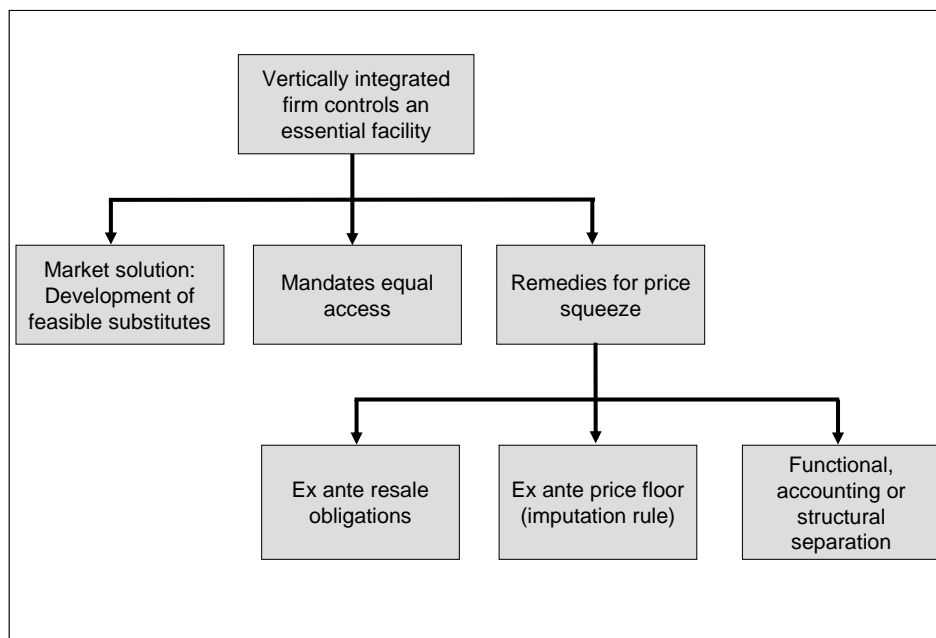 Vertically integrated
firm controls an
essential facility
Market solution:
Development of
feasible substitutes
Mandates equal
access
Remedies for price
squeeze
Ex ante resale
obligations
Ex ante price floor
(imputation rule)
Functional,
accounting or
structural
separation